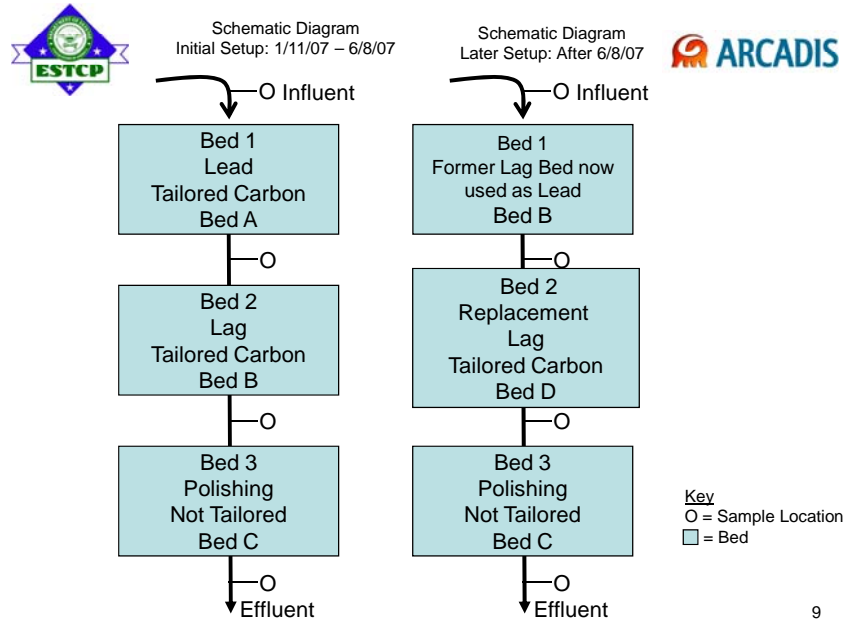 ESTCP
Schematic Diagram
Initial Setup: 1/11/07 – 6/8/07
O Influent
Bed 1
Lead
Tailored Carbon
Bed A
O
Bed 2
Lag
Tailored Carbon
Bed B
O
Bed 3
Polishing
Not Tailored
Bed C
O
Effluent
Schematic Diagram
Later Setup: After 6/8/07
ARCADIS
O Influent
Bed 1
Former Lag Bed now
used as Lead
Bed B
O
Bed 2
Replacement
Lag
Tailored Carbon
Bed D
O
Bed 3
Polishing
Not Tailored
Bed C
O
Effluent
Key
O = Sample Location
= Bed
9